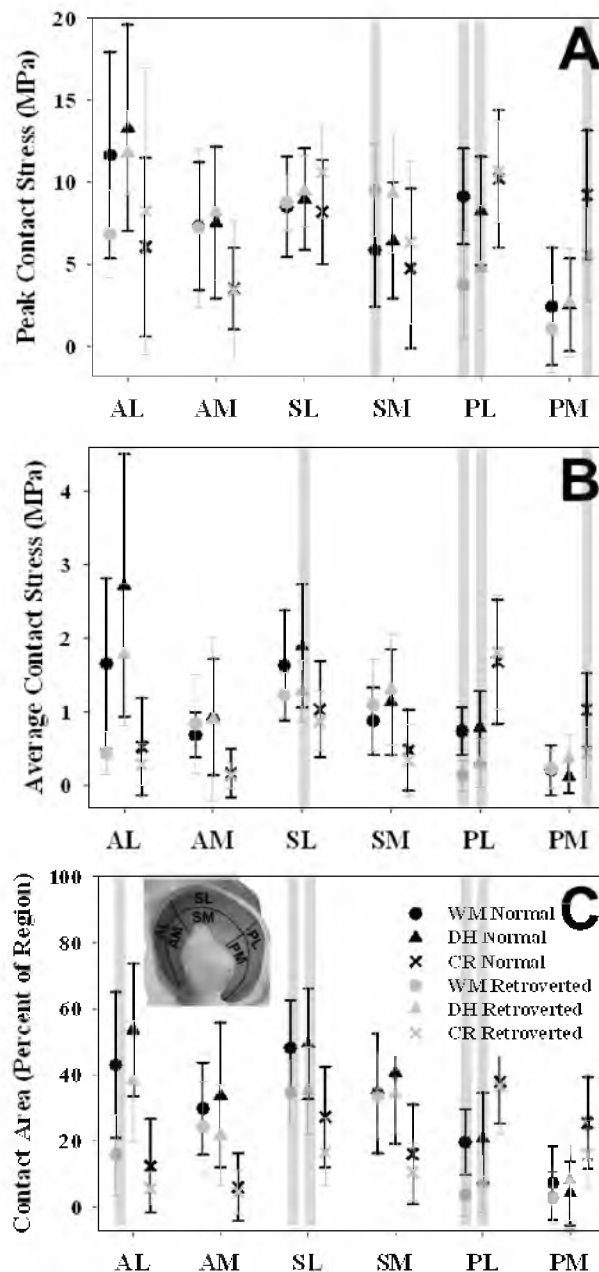 A
Peak Contact Stress (MPa)
20
15
10
5
0
AL AM SL SM PL PM
B
Average Contact Stress (MPa)
4
3
2
1
0
AL AM SL SM PL PM
C
Contact Area (Percent of Region)
100
80
60
40
20
0
SL
SM
AL
AM
PL
PM
WM Normal
DH Normal
CR Normal
WM Retroverted
DH Retroverted
CR Retroverted
AL AM SL SM PL PM